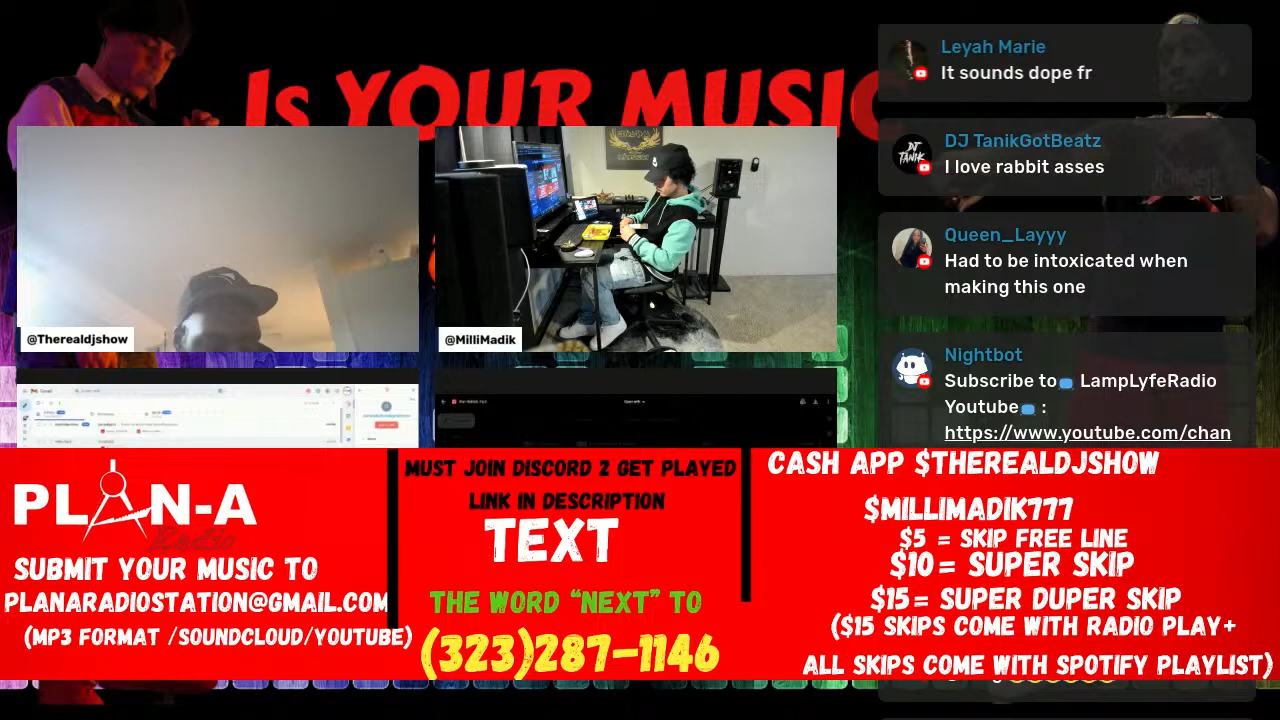 Is YOUR MUSIC
Leyah Marie
It sounds dope fr
DJ TanikGotBeatz
I love rabbit asses
Queen_Layyy
Had to be intoxicated when
making this one
Nightbot
Subscribe to LampLyfeRadio
Youtube :
https://www.youtube.com/chan
@Therealdjshow
@MilliMadik
PLAN-A
Radio
SUBMIT YOUR MUSIC TO
PLANARADIOSTATION@GMAIL.COM
(MP3 FORMAT /SOUNDCLOUD/YOUTUBE)
MUST JOIN DISCORD 2 GET PLAYED
LINK IN DESCRIPTION
TEXT
THE WORD “NEXT” TO
(323)287-1146
CASH APP $THEREALDJSHOW
$MILLIMADIK777
$5 = SKIP FREE LINE
$10 = SUPER SKIP
$15 = SUPER DUPER SKIP
($15 SKIPS COME WITH RADIO PLAY+
ALL SKIPS COME WITH SPOTIFY PLAYLIST)